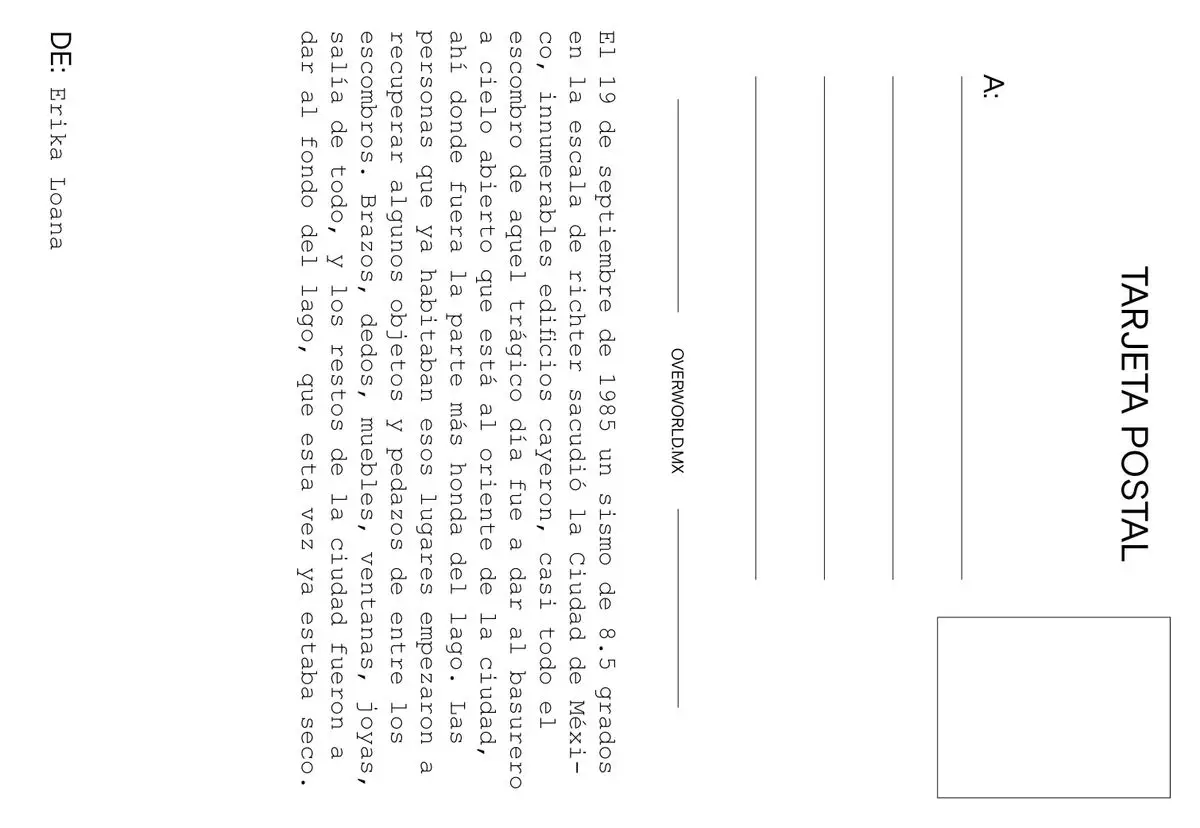 TARJETA POSTAL
A:
OVERWORLD.MX
El 19 de septiembre de 1985 un sismo de 8.5 grados
en la escala de richter sacudió la Ciudad de Méxi-
co, innumerables edificios cayeron, casi todo el
escombro de aquel trágico día fue a dar al basurero
a cielo abierto que está al oriente de la ciudad,
ahí donde fuera la parte más honda del lago. Las
personas que ya habitaban esos lugares empezaron a
recuperar algunos objetos y pedazos de entre los
escombros. Brazos, dedos, muebles, ventanas, joyas,
salía de todo, y los restos de la ciudad fueron a
dar al fondo del lago, que esta vez ya estaba seco.
DE: Erika Loana